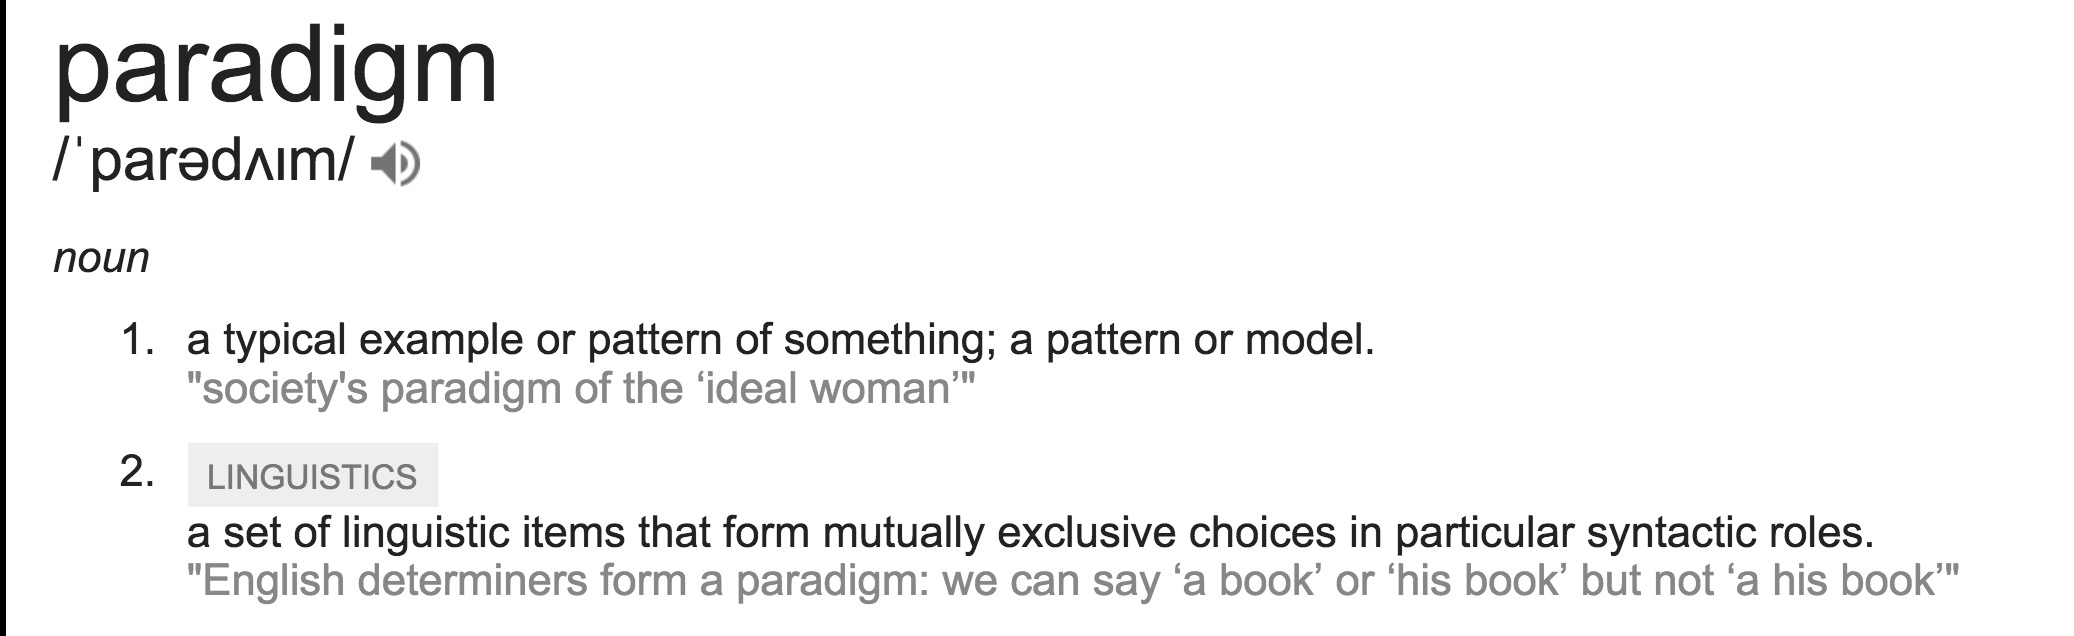 paradigm
/ˈparədʌɪm/
noun
1. a typical example or pattern of something; a pattern or model.
"society's paradigm of the ‘ideal woman’"
2. LINGUISTICS
a set of linguistic items that form mutually exclusive choices in particular syntactic roles.
"English determiners form a paradigm: we can say ‘a book’ or ‘his book’ but not ‘a his book’"